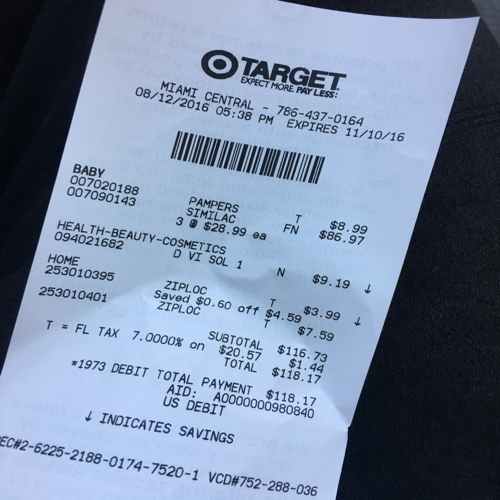 TARGET
EXPECT MORE. PAY LESS.
MIAMI CENTRAL - 786-437-0164
08/12/2016 05:38 PM EXPIRES 11/10/16
BABY
007020188 PAMPERS T $8.99
007090143 SIMILAC FN $86.97
3 @ $28.99 ea
HEALTH-BEAUTY-COSMETICS
094021682 D VI SOL 1 N $9.19 ↓
HOME
253010395 ZIPLOC T $3.99 ↓
Saved $0.60 off $4.59
253010401 ZIPLOC T $7.59
SUBTOTAL $116.73
T = FL TAX 7.0000% on $20.57 $1.44
TOTAL $118.17
*1973 DEBIT TOTAL PAYMENT $118.17
AID: A0000000980840
US DEBIT
↓ INDICATES SAVINGS
EC#2-6225-2188-0174-7520-1 VCD#752-288-036